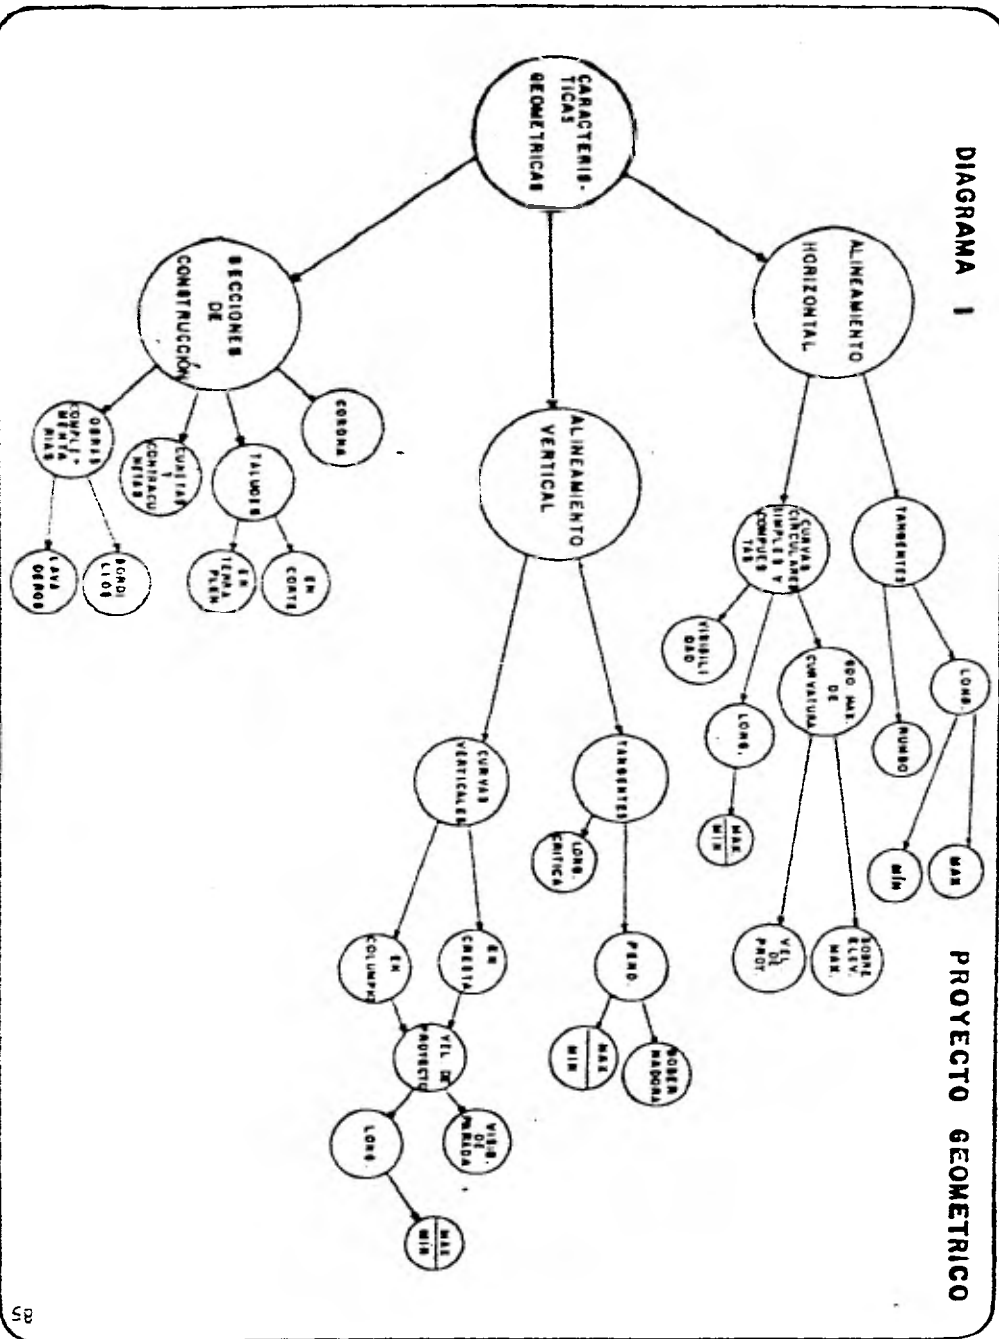 DIAGRAMA 1
PROYECTO GEOMETRICO
CARACTERIS-
TICAS
GEOMETRICAS
ALINEAMIENTO
HORIZONTAL
TANGENTES
LONG.
MAX
MÍN
RUMBO
CURVAS
CIRCULARES
SIMPLES Y
COMPUES
TAS
GDO MAX.
DE
CURVATURA
SOBRE
ELEV.
MAX.
VEL
DE
PROY.
LONG.
MAX
MIN
VISIBILI
DAD
ALINEAMIENTO
VERTICAL
TANGENTES
PEND.
GOBER
NADORA
MAX
MIN
LONG.
CRITICA
CURVAS
VERTICALES
EN
CRESTA
EN
COLUMPIO
VEL. DE
PROYECTO
VISIB.
DE
PARADA
LONG.
MAX
MÍN
SECCIONES
DE
CONSTRUCCIÓN
CORONA
TALUDES
EN
CORTE
EN
TERRA
PLEN
CUNETAS
Y
CONTRACU
NETAS
OBRAS
COMPLE-
MENTA
RIAS
BORDI
LLOS
LAVA
DEROS
85